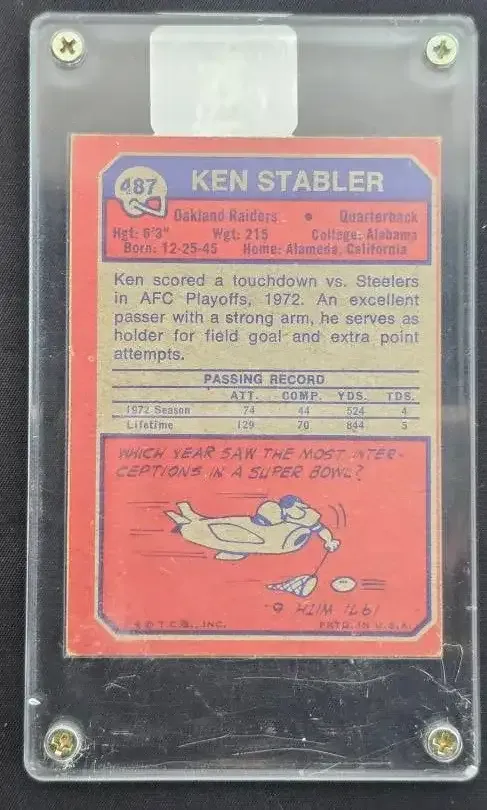 487
KEN STABLER
Oakland Raiders • Quarterback
Hgt: 6'3" Wgt: 215 College: Alabama
Born: 12-25-45 Home: Alameda, California
Ken scored a touchdown vs. Steelers
in AFC Playoffs, 1972. An excellent
passer with a strong arm, he serves as
holder for field goal and extra point
attempts.
PASSING RECORD
ATT. COMP. YDS. TDS.
1972 Season 74 44 524 4
Lifetime 129 70 844 5
WHICH YEAR SAW THE MOST INTER-
CEPTIONS IN A SUPER BOWL?
1971 WITH 9.
© T.C.G., INC. PRTD. IN U.S.A.